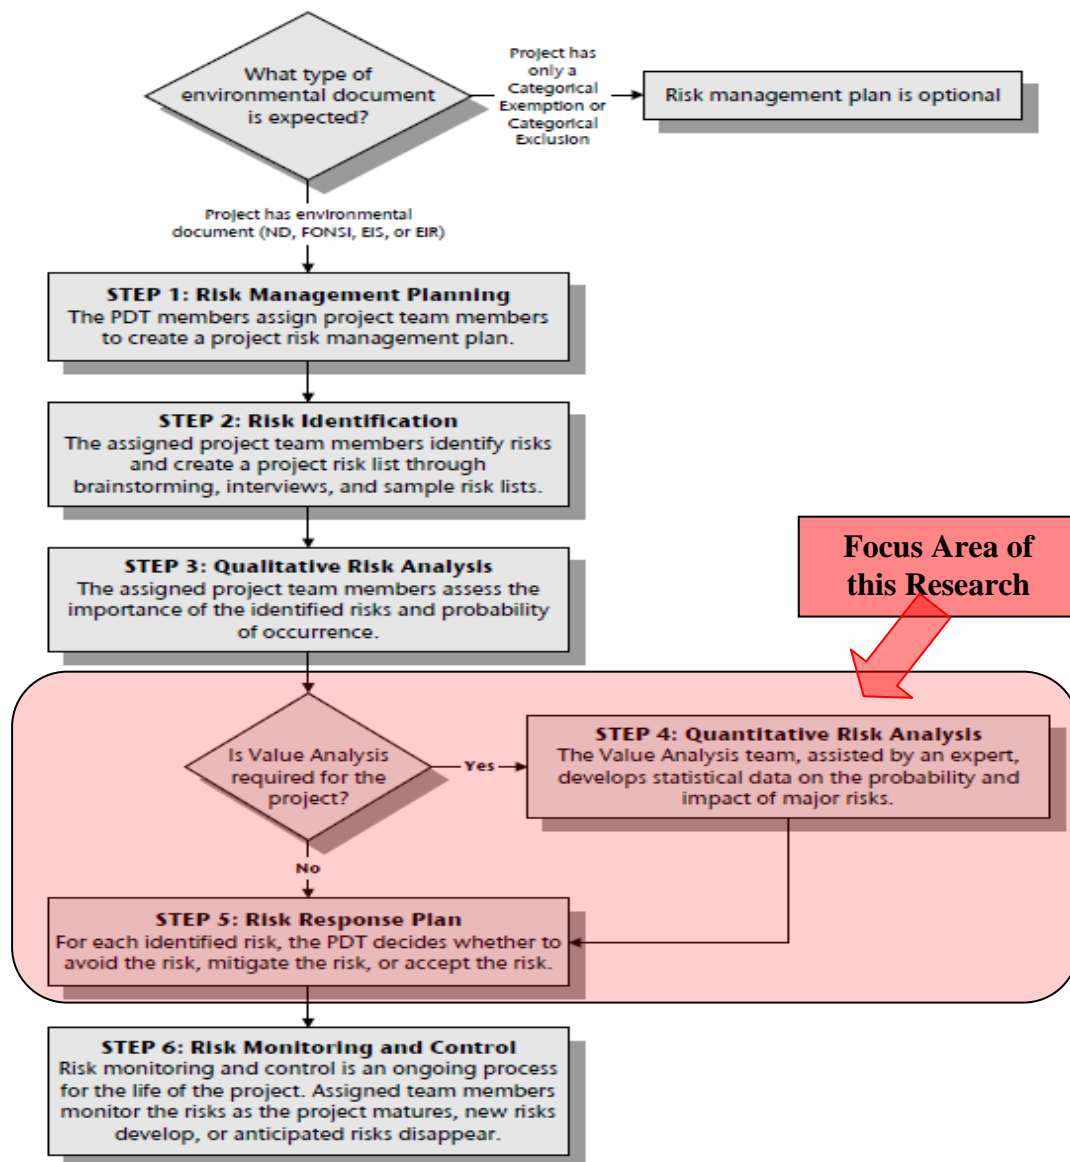 What type of
environmental document
is expected?
Project has
only a
Categorical
Exemption or
Categorical
Exclusion
Risk management plan is optional
Project has environmental
document (ND, FONSI, EIS, or EIR)
STEP 1: Risk Management Planning
The PDT members assign project team members
to create a project risk management plan.
STEP 2: Risk Identification
The assigned project team members identify risks
and create a project risk list through
brainstorming, interviews, and sample risk lists.
STEP 3: Qualitative Risk Analysis
The assigned project team members assess the
importance of the identified risks and probability
of occurrence.
Focus Area of
this Research
Is Value Analysis
required for the
project?
Yes
STEP 4: Quantitative Risk Analysis
The Value Analysis team, assisted by an expert,
develops statistical data on the probability and
impact of major risks.
No
STEP 5: Risk Response Plan
For each identified risk, the PDT decides whether to
avoid the risk, mitigate the risk, or accept the risk.
STEP 6: Risk Monitoring and Control
Risk monitoring and control is an ongoing process
for the life of the project. Assigned team members
monitor the risks as the project matures, new risks
develop, or anticipated risks disappear.